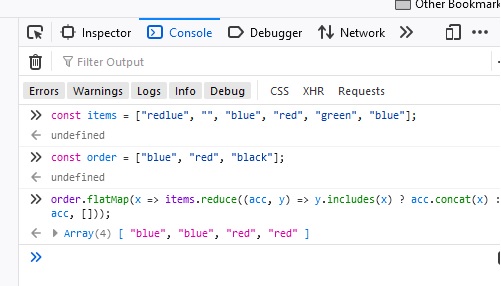 Other Bookmark
Inspector Console Debugger Network
Filter Output
Errors Warnings Logs Info Debug CSS XHR Requests
const items = ["redlue", "", "blue", "red", "green", "blue"];
undefined
const order = ["blue", "red", "black"];
undefined
order.flatMap(x => items.reduce((acc, y) => y.includes(x) ? acc.concat(x) :
acc, []));
Array(4) [ "blue", "blue", "red", "red" ]